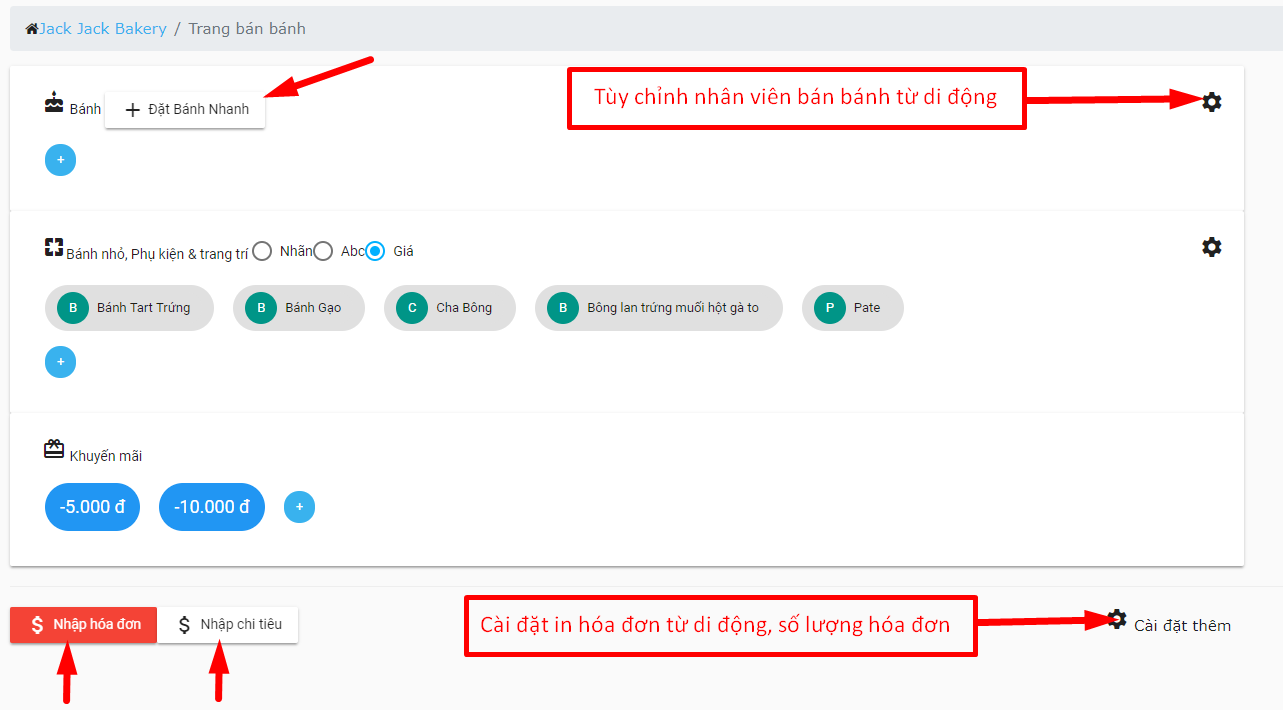 Jack Jack Bakery / Trang bán bánh
Bánh
+ Đặt Bánh Nhanh
Tùy chỉnh nhân viên bán bánh từ di động
+
Bánh nhỏ, Phụ kiện & trang trí Nhãn Abc Giá
B Bánh Tart Trứng B Bánh Gạo C Cha Bông B Bông lan trứng muối hột gà to P Pate
+
Khuyến mãi
-5.000 đ -10.000 đ +
$ Nhập hóa đơn $ Nhập chi tiêu
Cài đặt in hóa đơn từ di động, số lượng hóa đơn
Cài đặt thêm